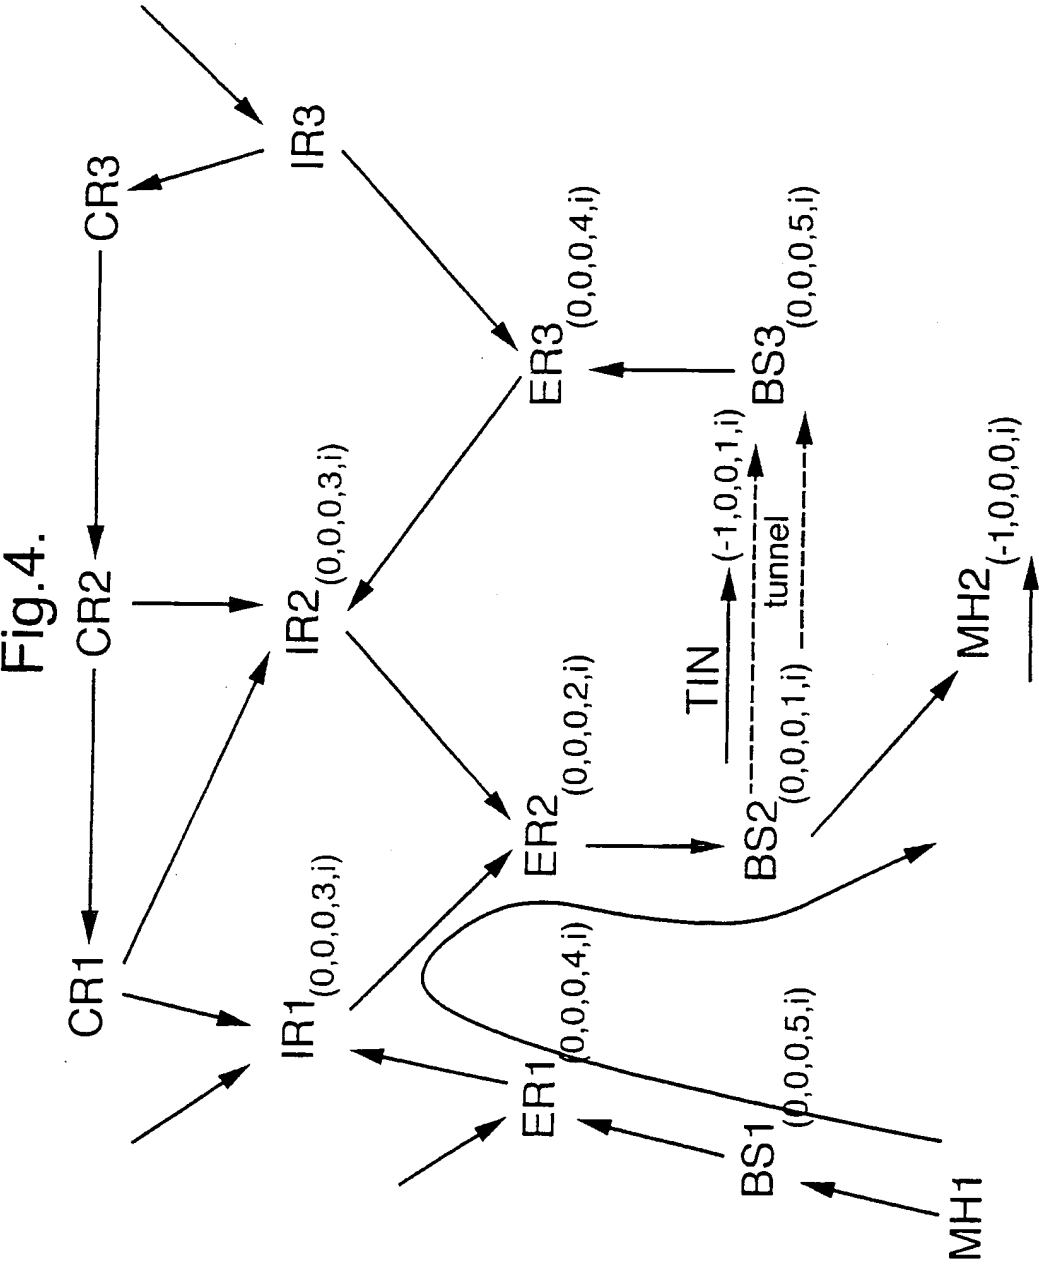 Fig.4.
CR1
CR2
CR3
IR1(0,0,0,3,i)
IR2(0,0,0,3,i)
IR3
ER1(0,0,0,4,i)
ER2(0,0,0,2,i)
ER3(0,0,0,4,i)
TIN
(-1,0,0,1,i)
tunnel
BS1(0,0,0,5,i)
BS2(0,0,0,1,i)
BS3(0,0,0,5,i)
MH1
MH2(-1,0,0,0,i)